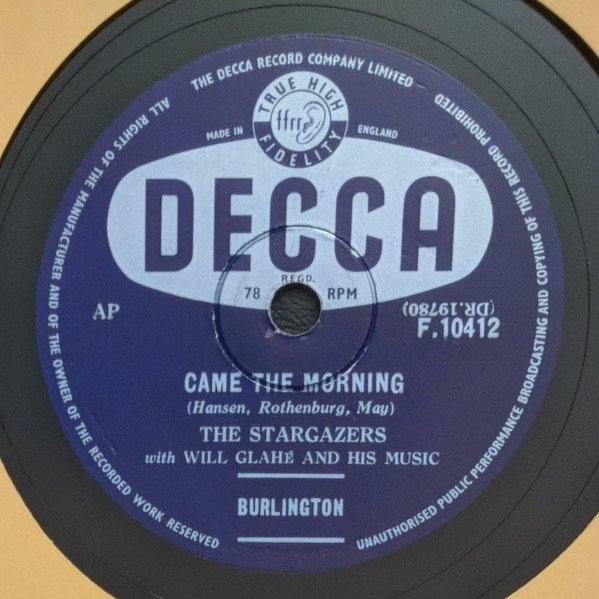 THE DECCA RECORD COMPANY LIMITED
ALL RIGHTS OF THE MANUFACTURER AND OF THE OWNER OF THE RECORDED WORK RESERVED
UNAUTHORISED PUBLIC PERFORMANCE BROADCASTING AND COPYING OF THIS RECORD PROHIBITED
TRUE HIGH
ffrr
FIDELITY
MADE IN ENGLAND
DECCA
REGD.
78 RPM
AP
(DR.19780)
F.10412
CAME THE MORNING
(Hansen, Rothenburg, May)
THE STARGAZERS
with WILL GLAHÉ AND HIS MUSIC
BURLINGTON